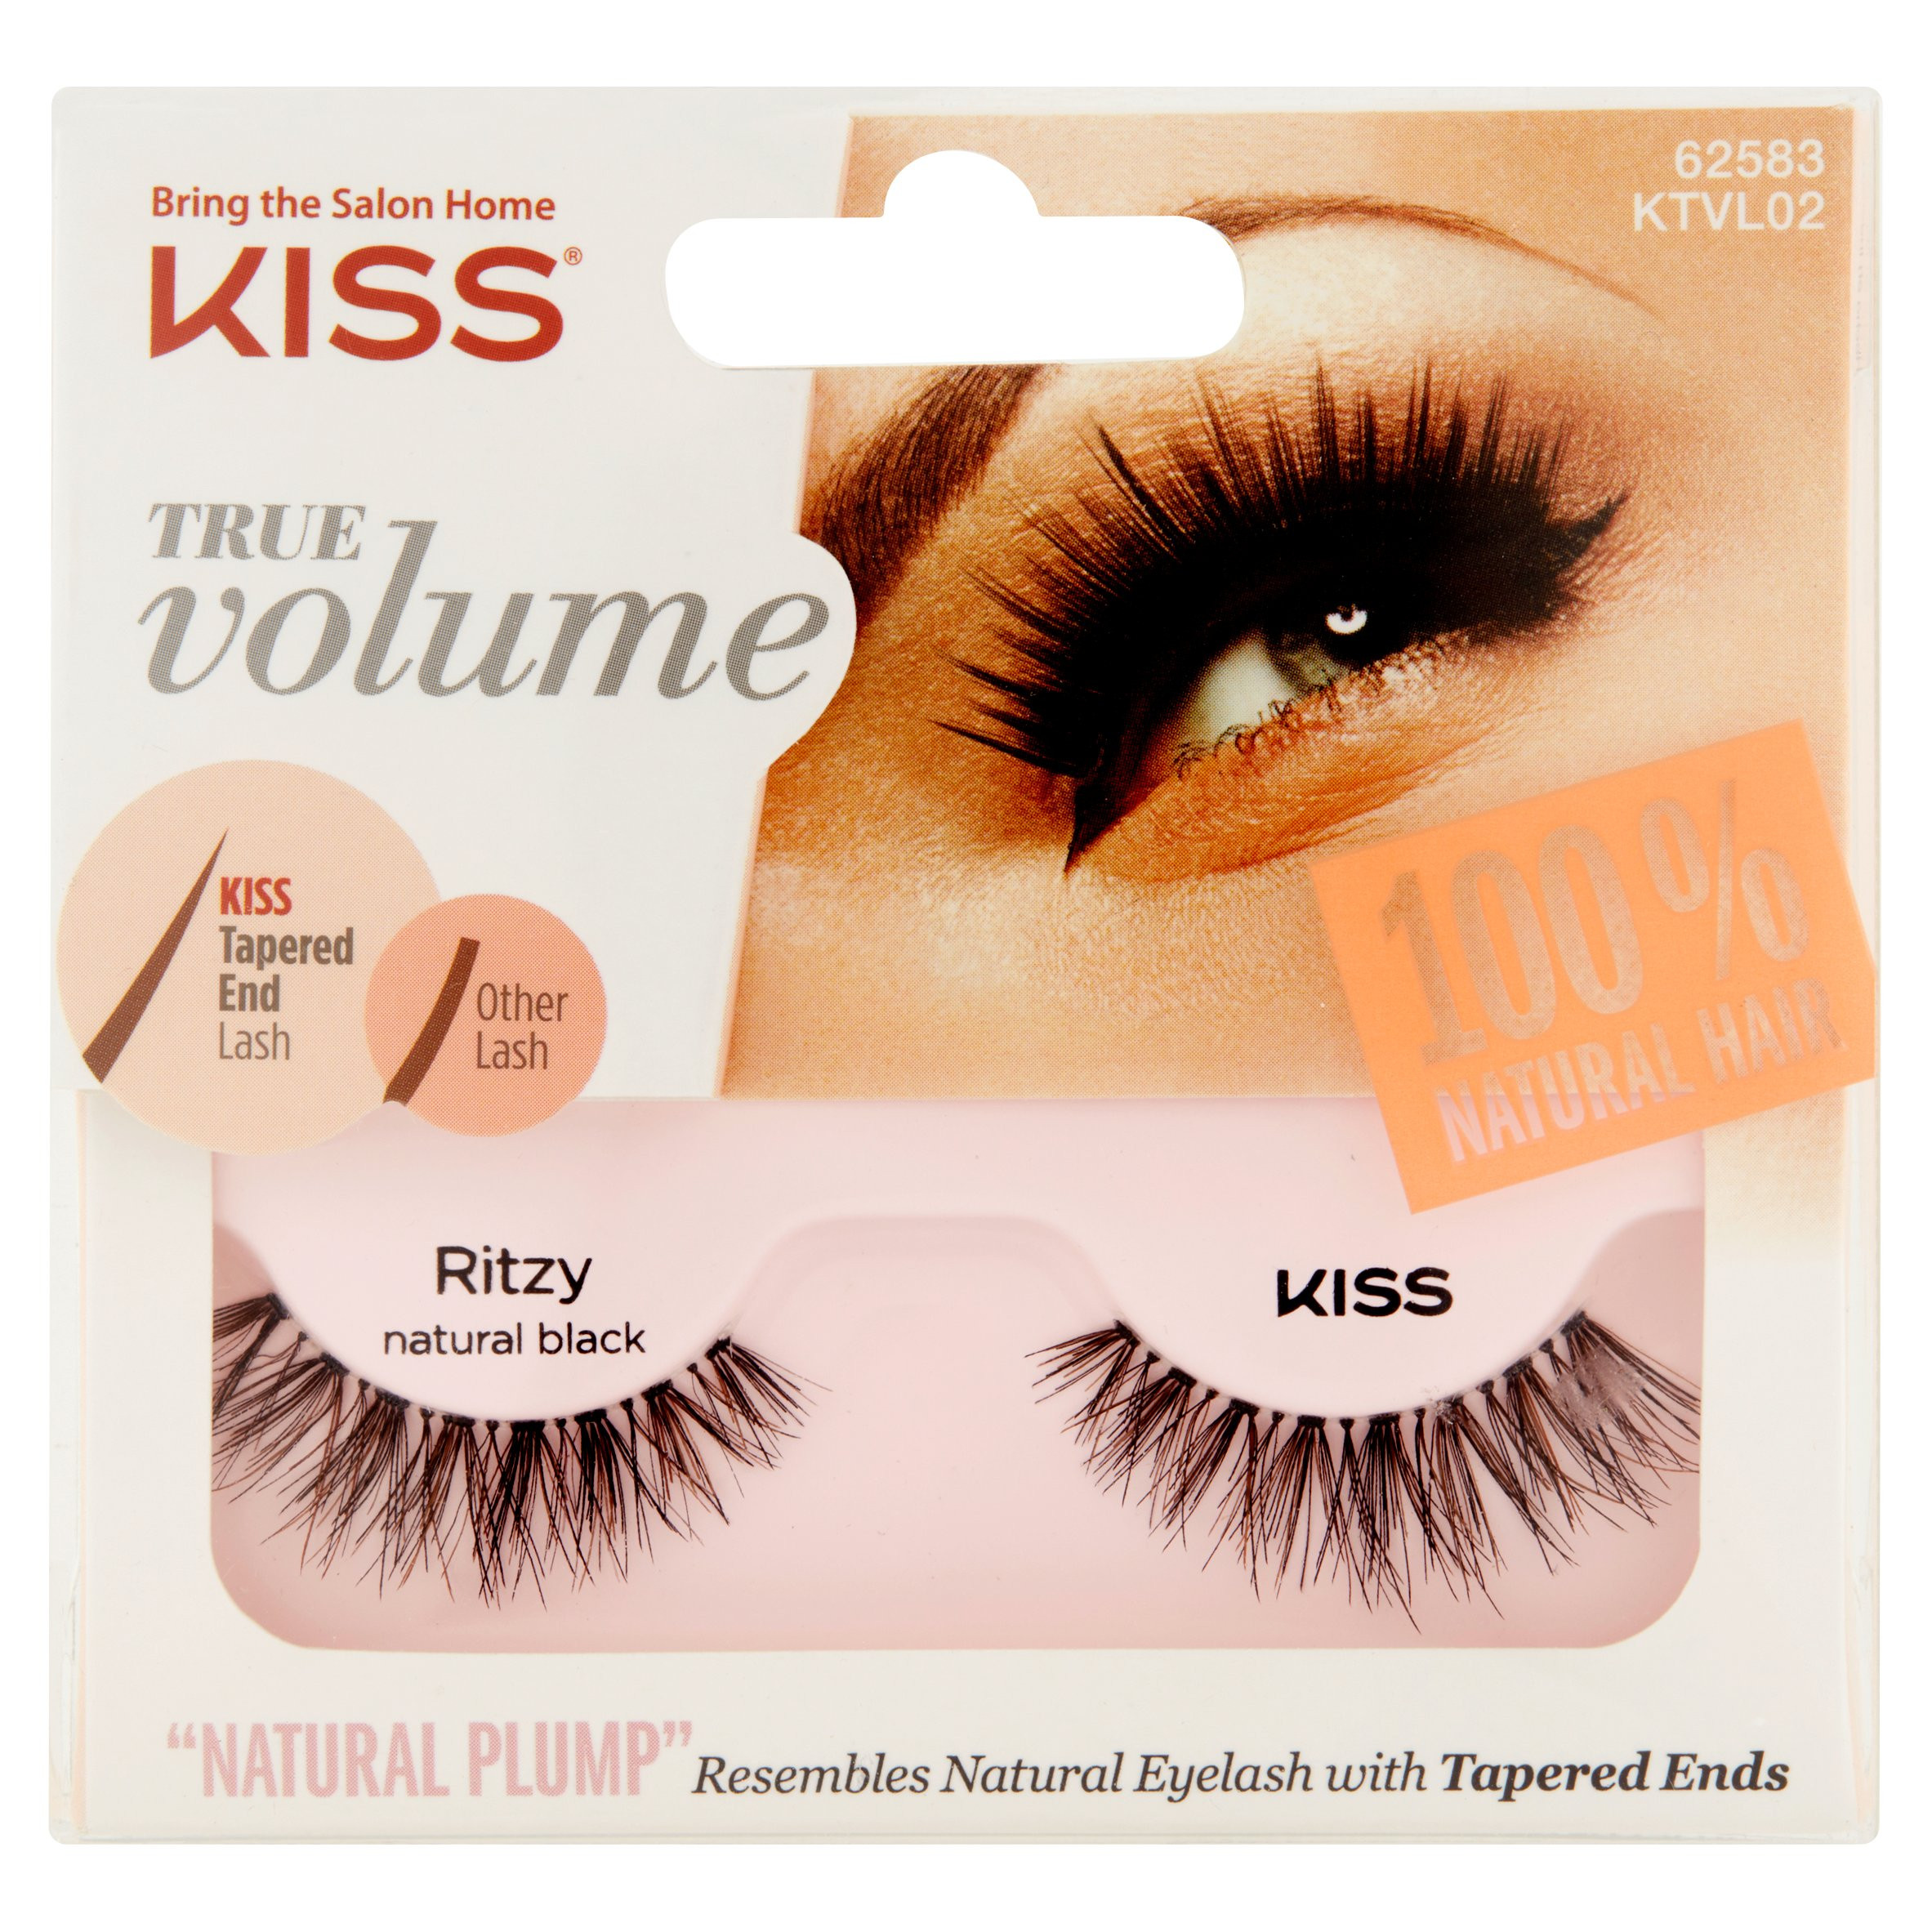 62583
KTVL02
Bring the Salon Home
KISS®
TRUE
volume
KISS
Tapered
End
Lash
Other
Lash
100%
NATURAL HAIR
Ritzy
natural black
KISS
“NATURAL PLUMP” Resembles Natural Eyelash with Tapered Ends